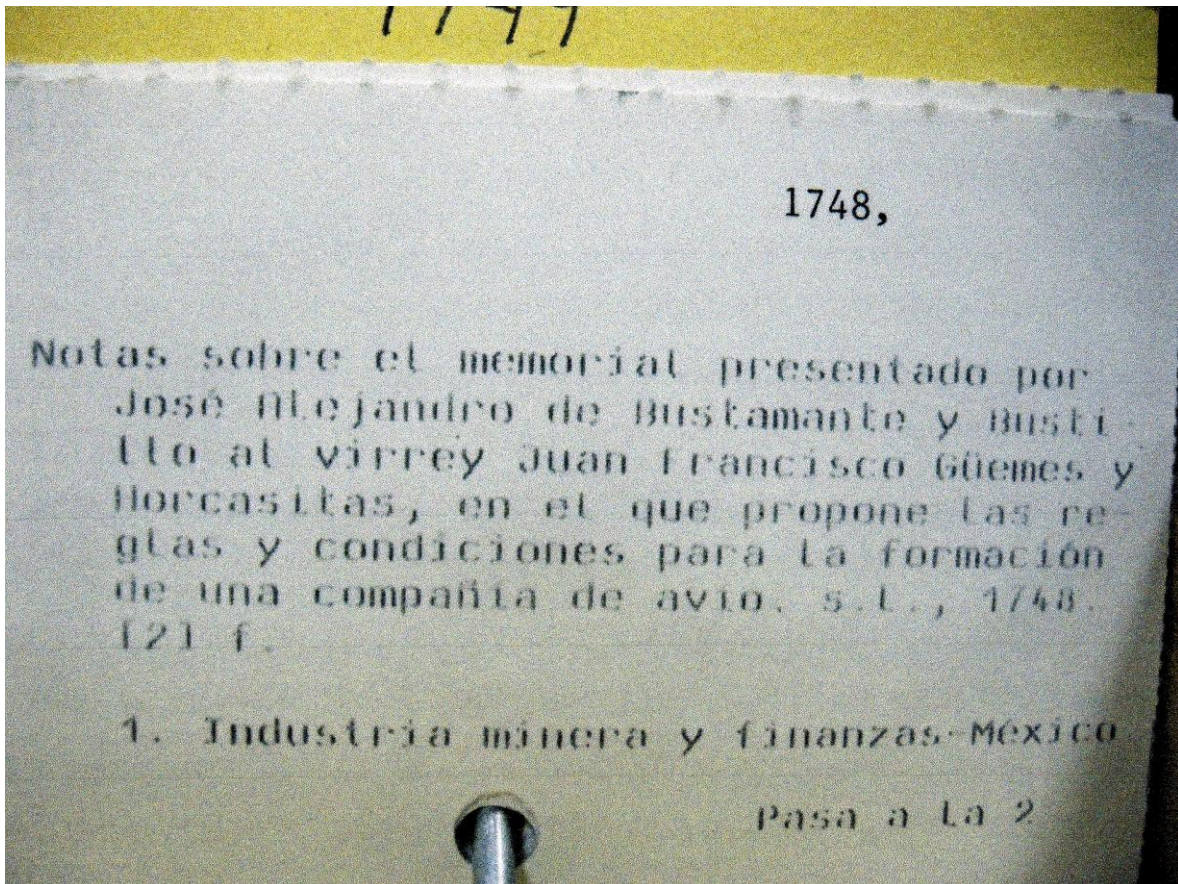 1748,
Notas sobre el memorial presentado por
José Alejandro de Bustamante y Busti-
llo al virrey Juan Francisco Güemes y
Horcasitas, en el que propone las re-
glas y condiciones para la formación
de una compañía de avío. s.l., 1748.
[2] f.
1. Industria minera y finanzas-México
Pasa a la 2